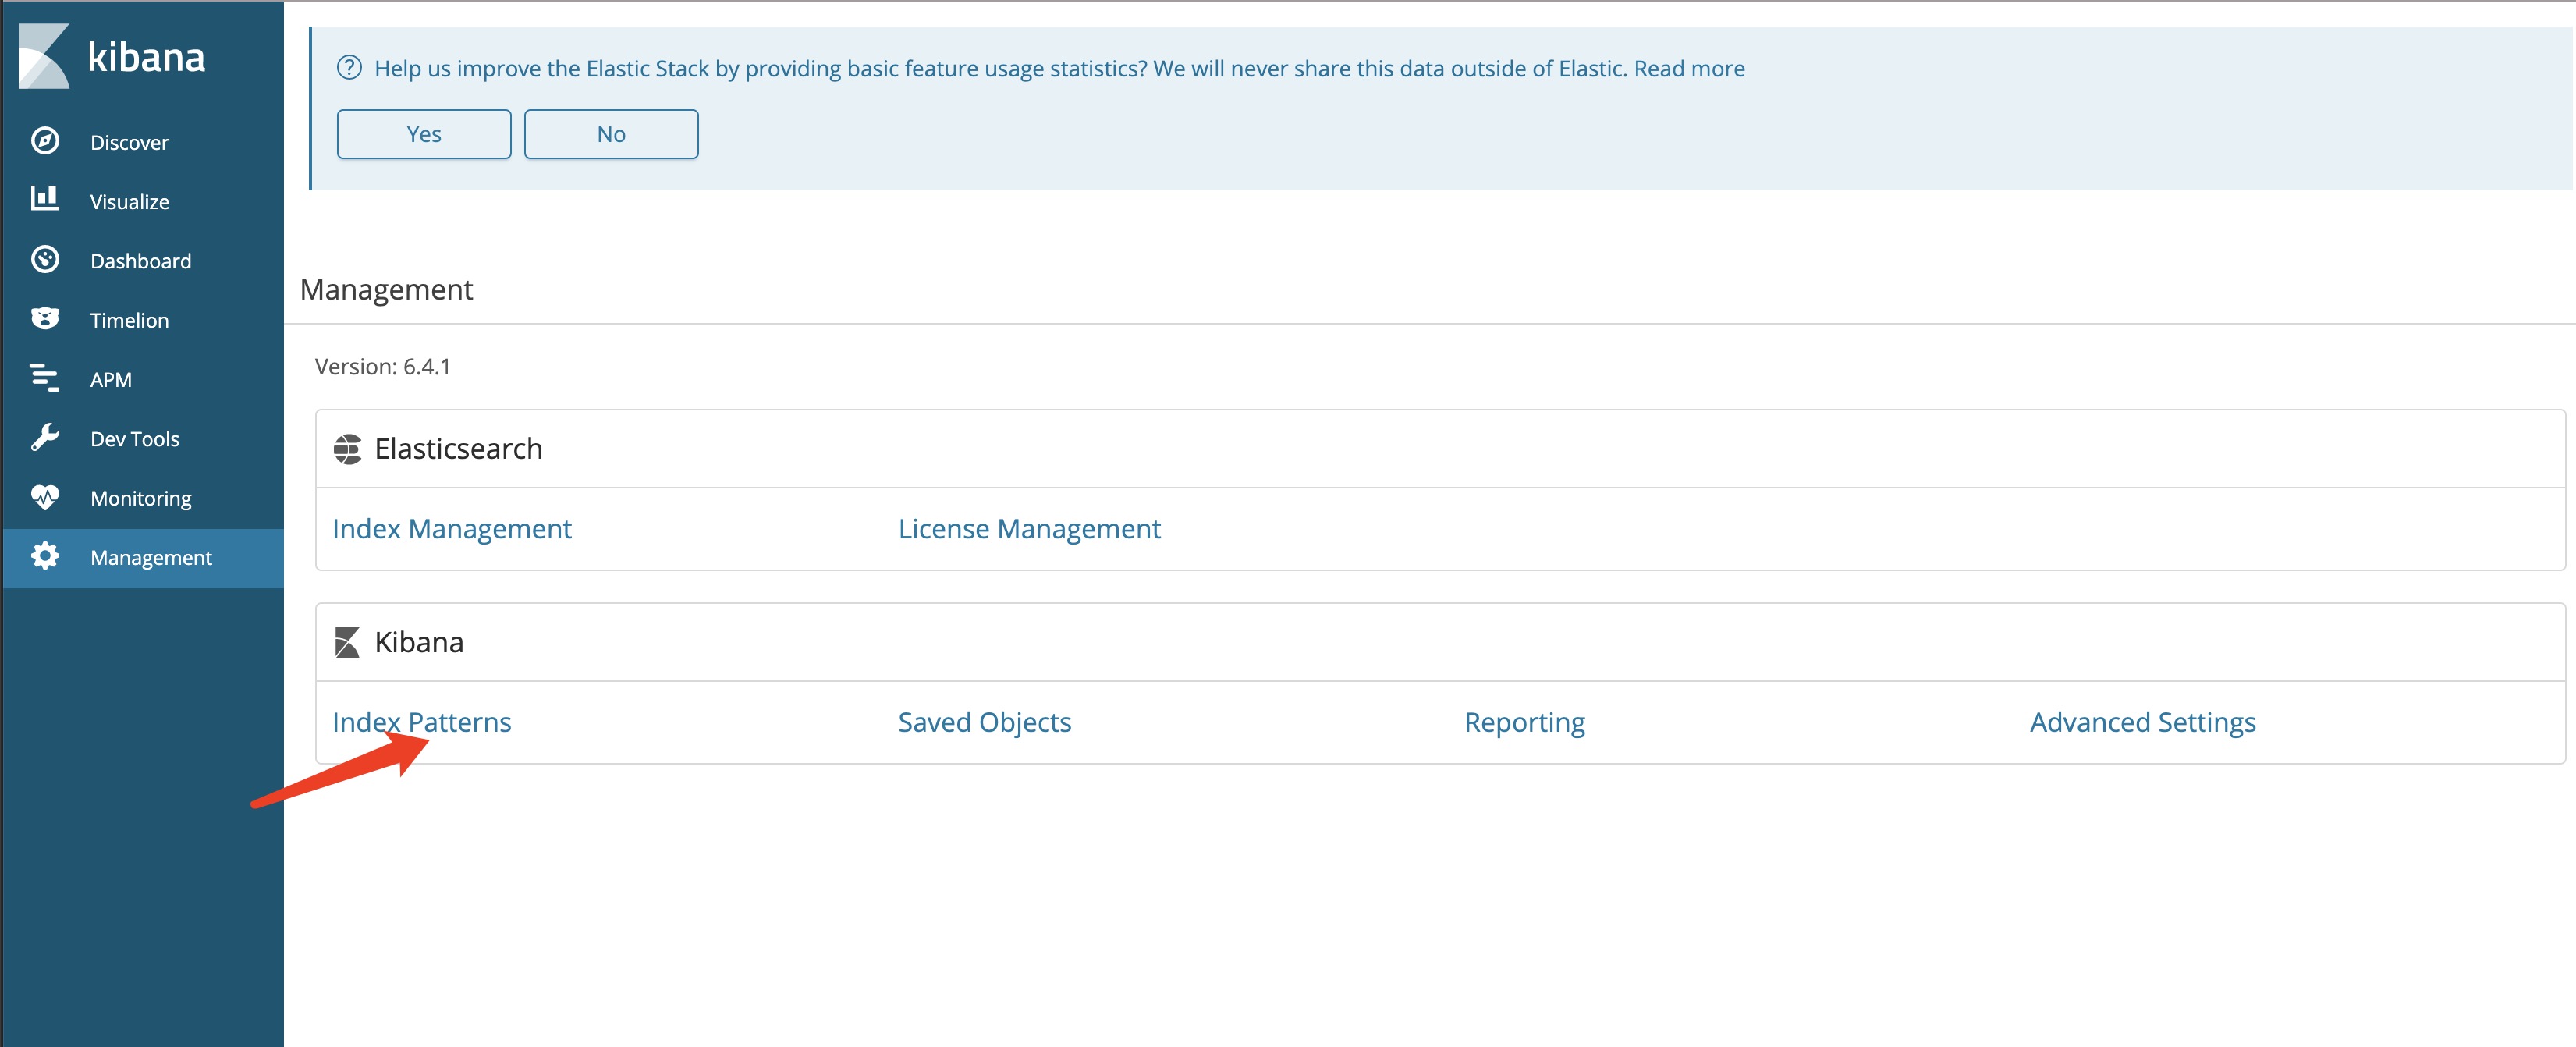 kibana
Discover
Visualize
Dashboard
Timelion
APM
Dev Tools
Monitoring
Management
Help us improve the Elastic Stack by providing basic feature usage statistics? We will never share this data outside of Elastic. Read more
Yes No
Management
Version: 6.4.1
Elasticsearch
Index Management License Management
Kibana
Index Patterns Saved Objects Reporting Advanced Settings